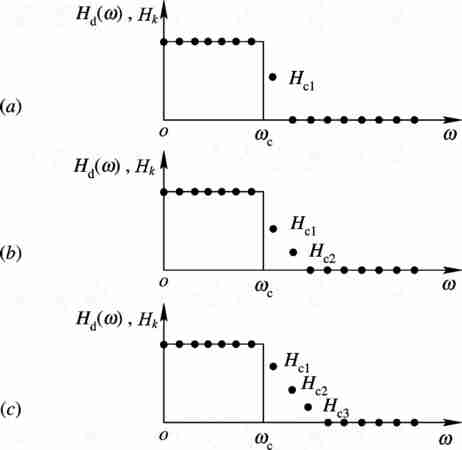 H_d(ω) , H_k
H_c1
(a)
o
ω_c
ω
H_d(ω) , H_k
H_c1
(b)
H_c2
o
ω_c
ω
H_d(ω) , H_k
H_c1
H_c2
(c)
H_c3
o
ω_c
ω